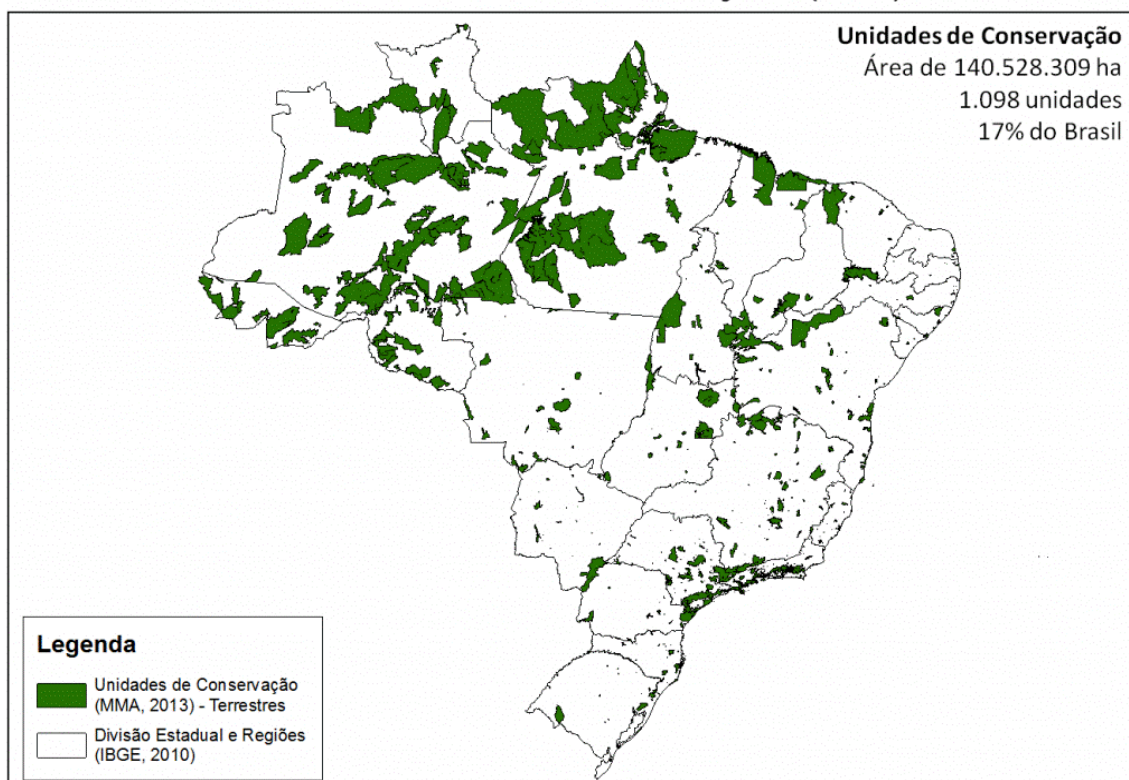 Unidades de Conservação
Área de 140.528.309 ha
1.098 unidades
17% do Brasil
Legenda
Unidades de Conservação
(MMA, 2013) - Terrestres
Divisão Estadual e Regiões
(IBGE, 2010)